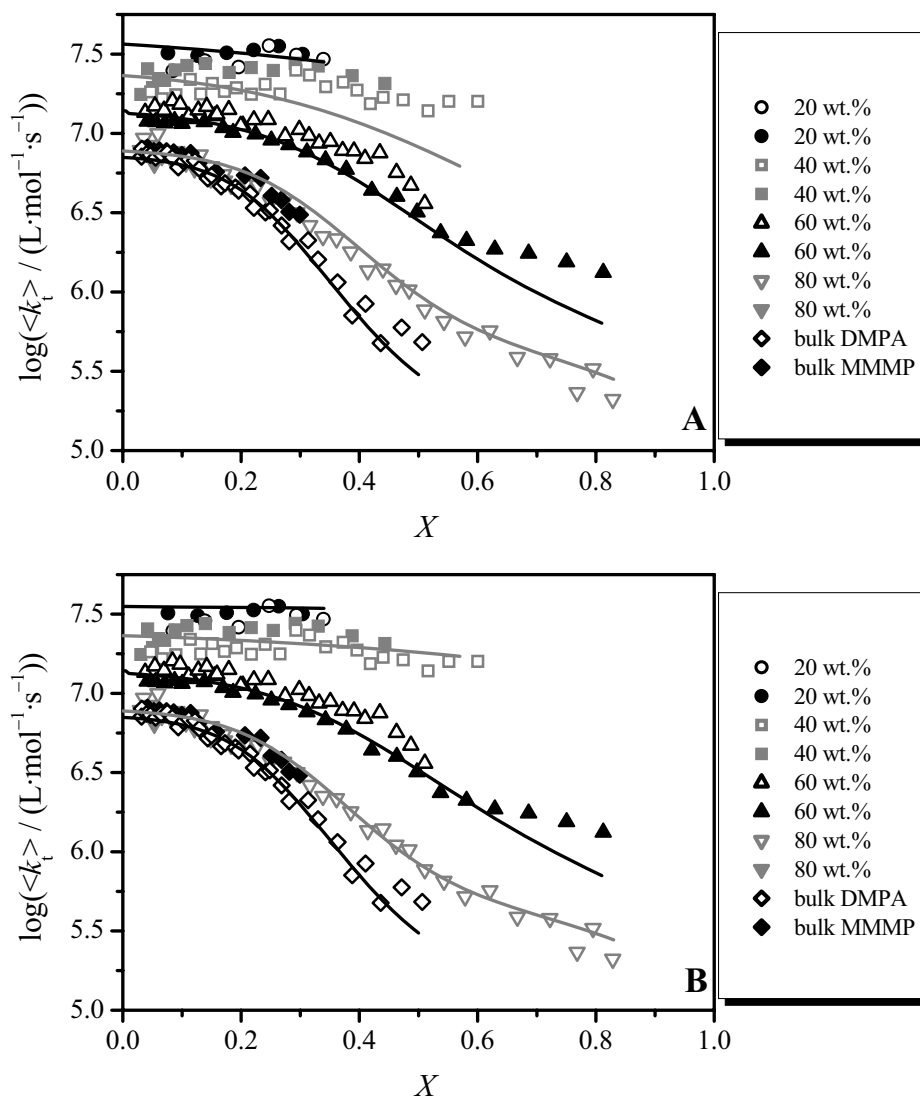 log(<kt> / (L·mol⁻¹·s⁻¹))
7.5
7.0
6.5
6.0
5.5
5.0
0.0 0.2 0.4 0.6 0.8 1.0
X
A
20 wt.%
20 wt.%
40 wt.%
40 wt.%
60 wt.%
60 wt.%
80 wt.%
80 wt.%
bulk DMPA
bulk MMMP
log(<kt> / (L·mol⁻¹·s⁻¹))
7.5
7.0
6.5
6.0
5.5
5.0
0.0 0.2 0.4 0.6 0.8 1.0
X
B
20 wt.%
20 wt.%
40 wt.%
40 wt.%
60 wt.%
60 wt.%
80 wt.%
80 wt.%
bulk DMPA
bulk MMMP